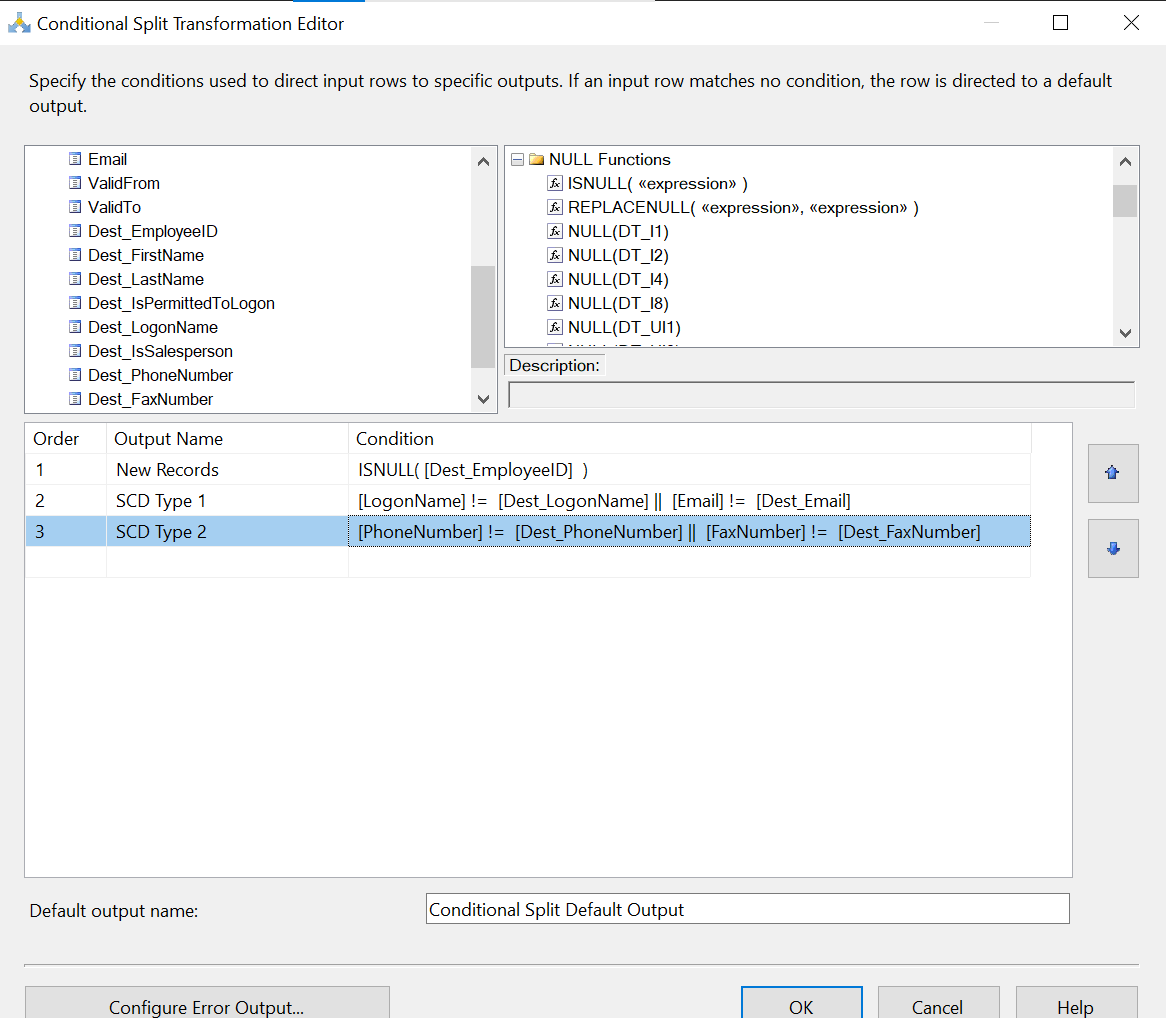 Conditional Split Transformation Editor
Specify the conditions used to direct input rows to specific outputs. If an input row matches no condition, the row is directed to a default
output.
Email
ValidFrom
ValidTo
Dest_EmployeeID
Dest_FirstName
Dest_LastName
Dest_IsPermittedToLogon
Dest_LogonName
Dest_IsSalesperson
Dest_PhoneNumber
Dest_FaxNumber
NULL Functions
ISNULL( «expression» )
REPLACENULL( «expression», «expression» )
NULL(DT_I1)
NULL(DT_I2)
NULL(DT_I4)
NULL(DT_I8)
NULL(DT_UI1)
Description:
Order Output Name Condition
1 New Records ISNULL( [Dest_EmployeeID] )
2 SCD Type 1 [LogonName] != [Dest_LogonName] || [Email] != [Dest_Email]
3 SCD Type 2 [PhoneNumber] != [Dest_PhoneNumber] || [FaxNumber] != [Dest_FaxNumber]
Default output name: Conditional Split Default Output
Configure Error Output... OK Cancel Help